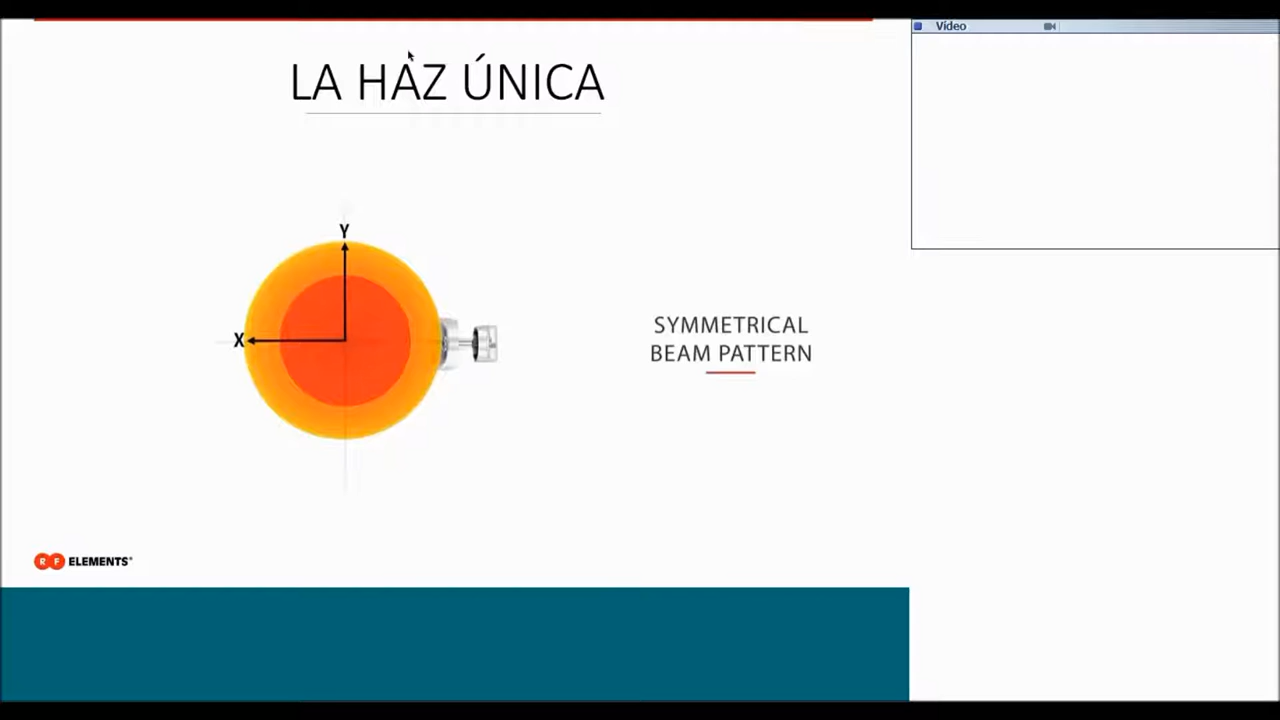 Vídeo
LA HAZ ÚNICA
Y
X
SYMMETRICAL
BEAM PATTERN
RF ELEMENTS®